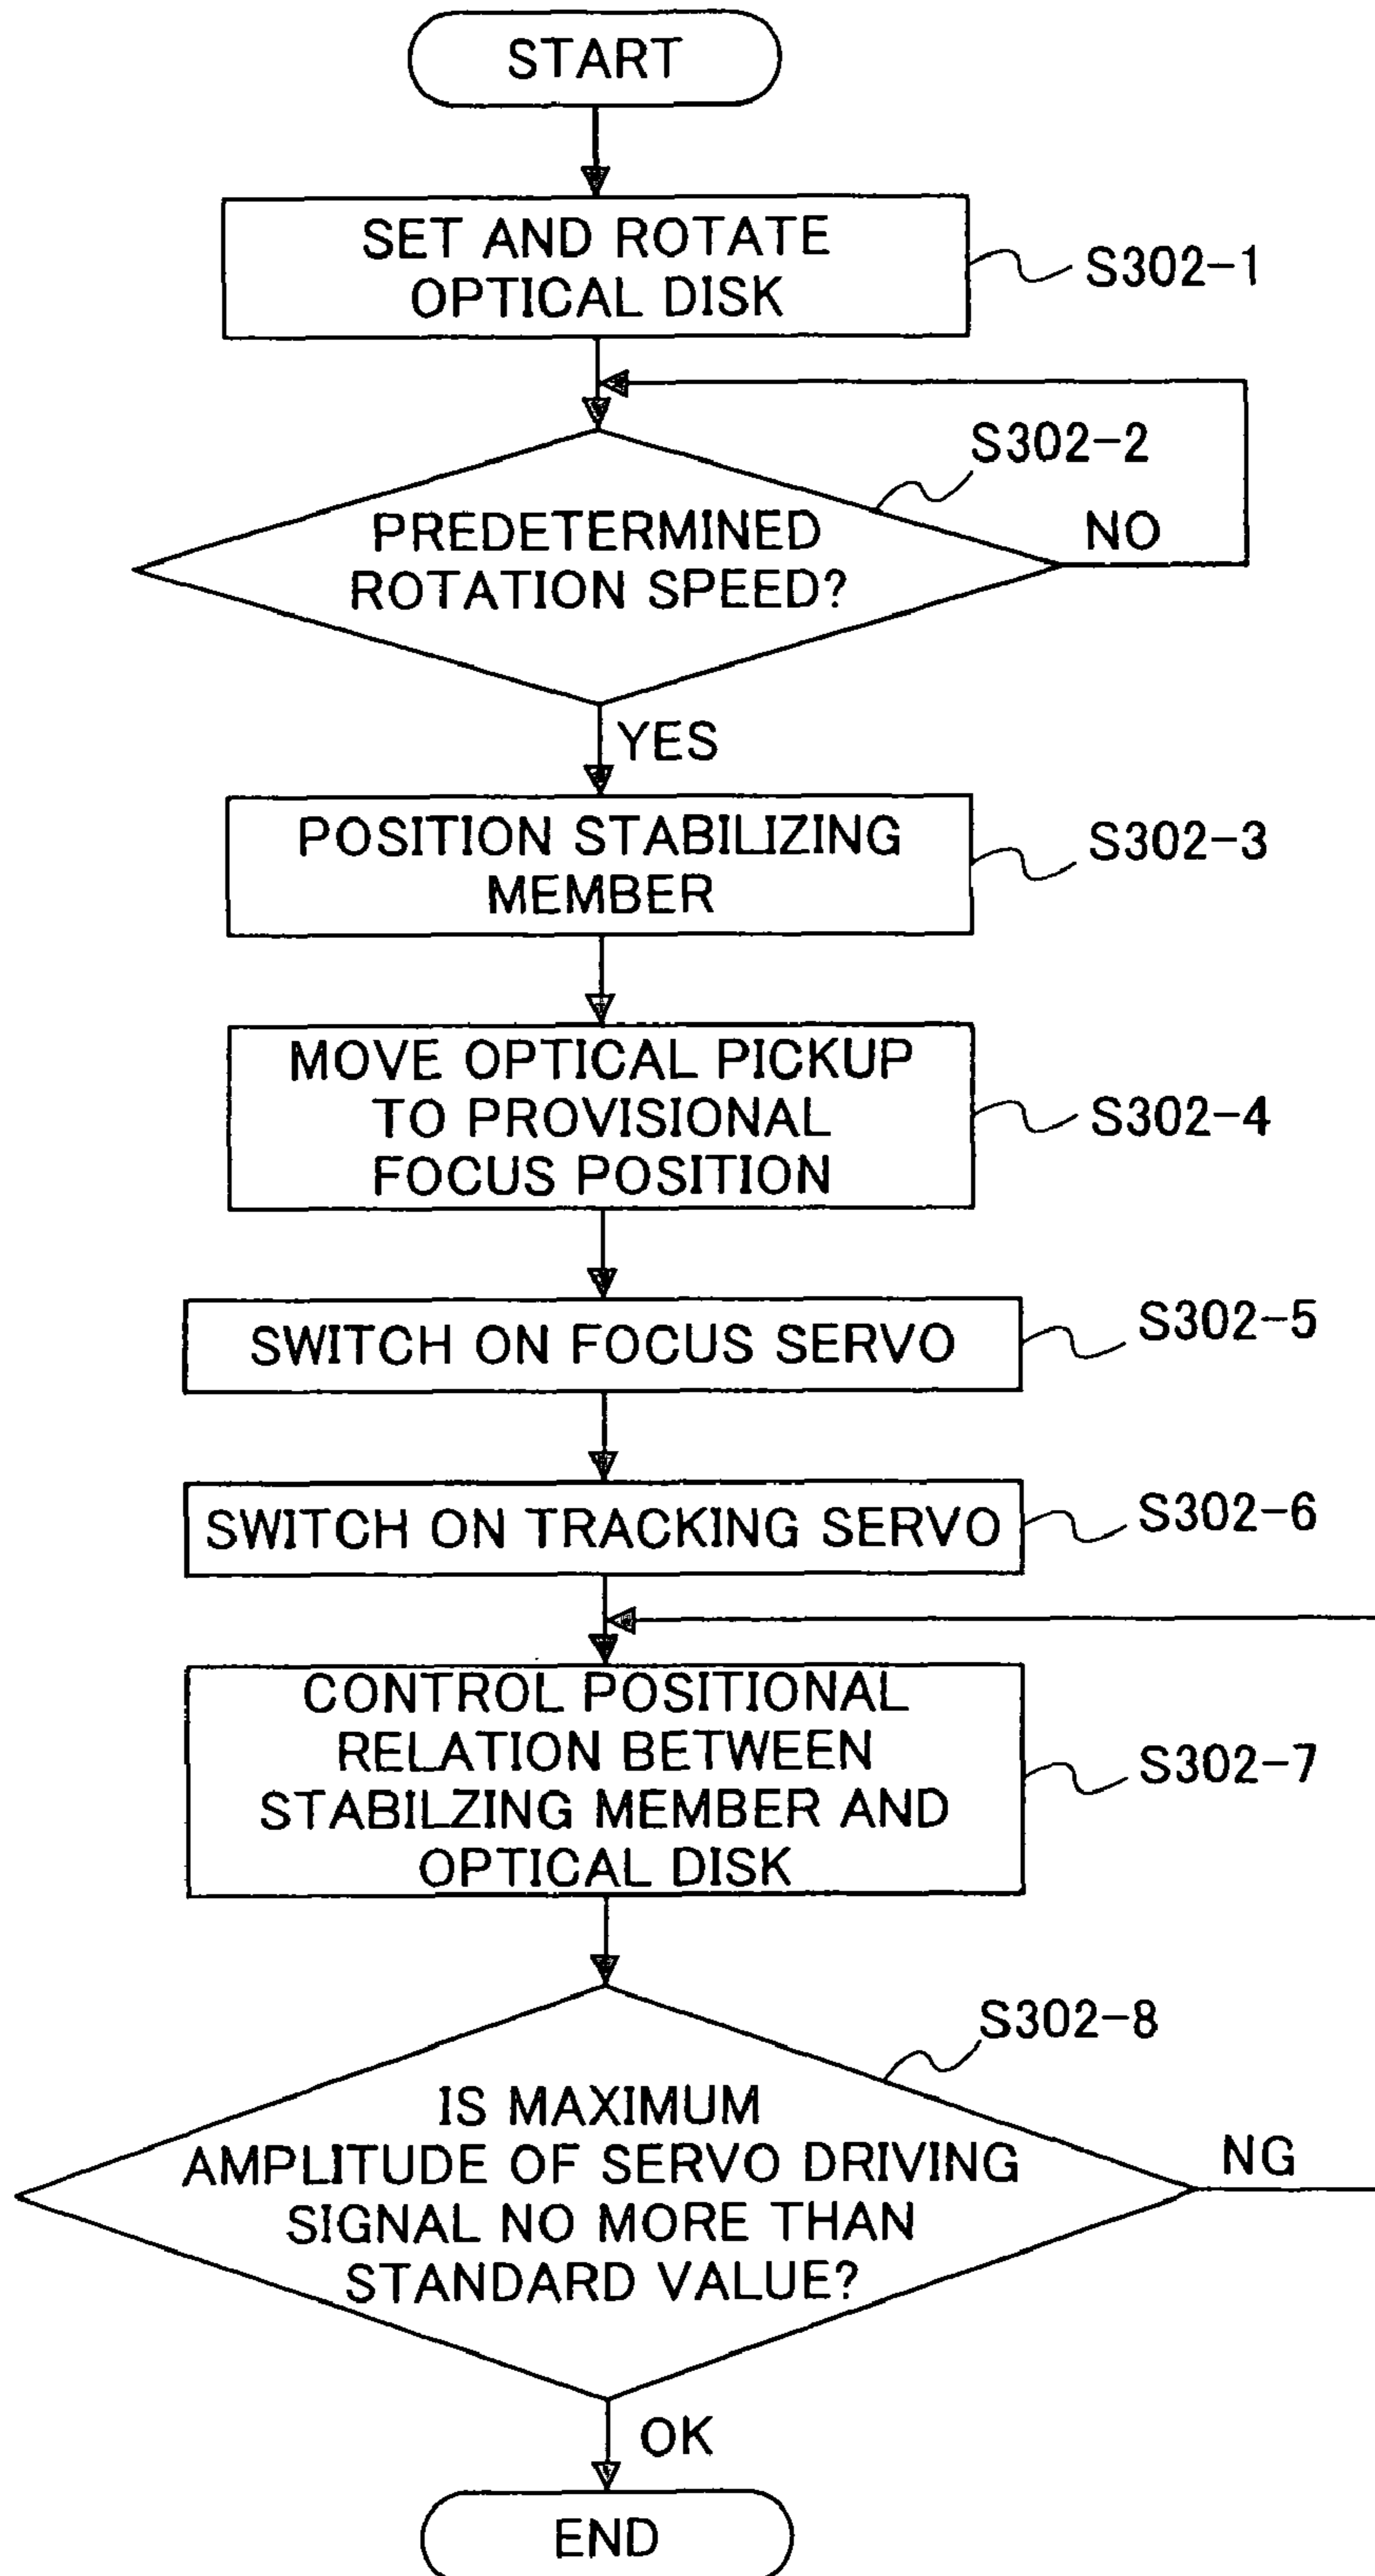 START
SET AND ROTATE
OPTICAL DISK
S302-1
S302-2
PREDETERMINED
ROTATION SPEED?
NO
YES
POSITION STABILIZING
MEMBER
S302-3
MOVE OPTICAL PICKUP
TO PROVISIONAL
FOCUS POSITION
S302-4
SWITCH ON FOCUS SERVO
S302-5
SWITCH ON TRACKING SERVO
S302-6
CONTROL POSITIONAL
RELATION BETWEEN
STABILZING MEMBER AND
OPTICAL DISK
S302-7
S302-8
IS MAXIMUM
AMPLITUDE OF SERVO DRIVING
SIGNAL NO MORE THAN
STANDARD VALUE?
NG
OK
END